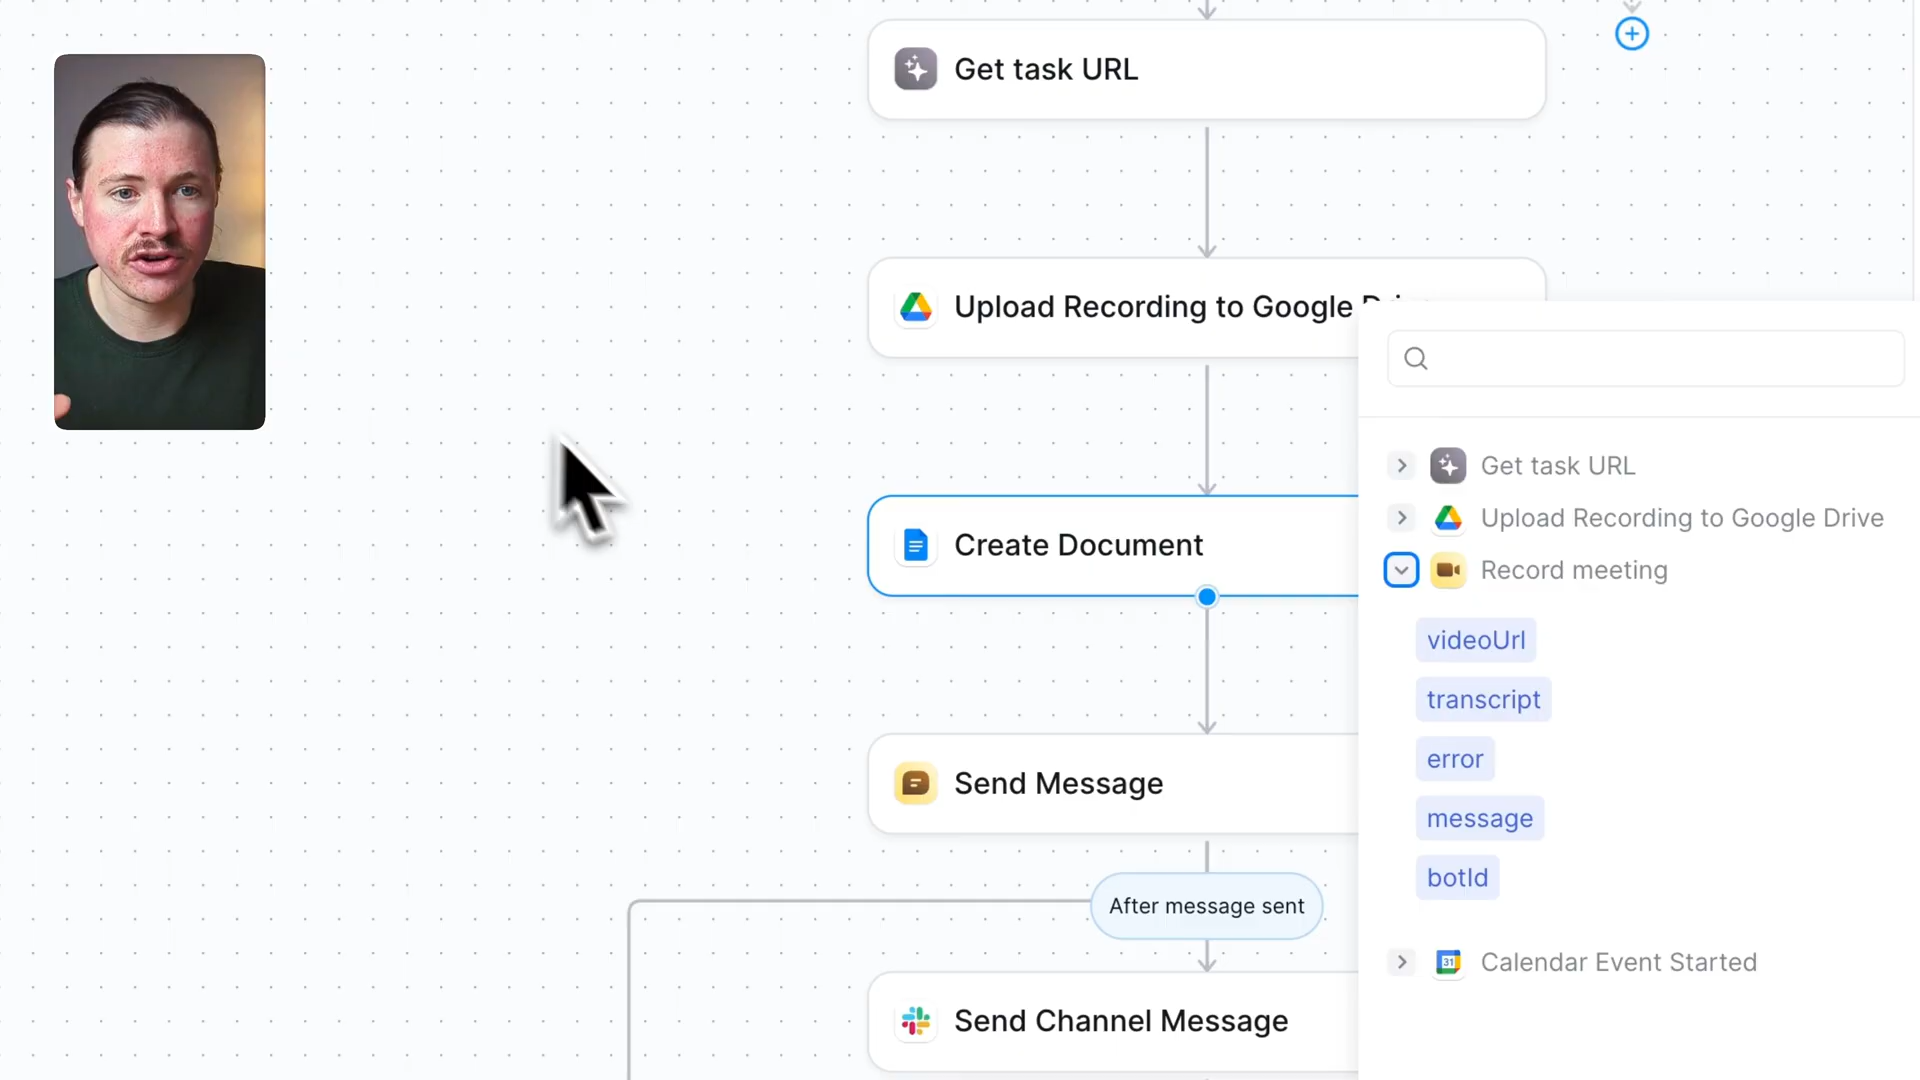 Get task URL
Upload Recording to Google
Create Document
Send Message
After message sent
Send Channel Message
Get task URL
Upload Recording to Google Drive
Record meeting
videoUrl
transcript
error
message
botId
31
Calendar Event Started